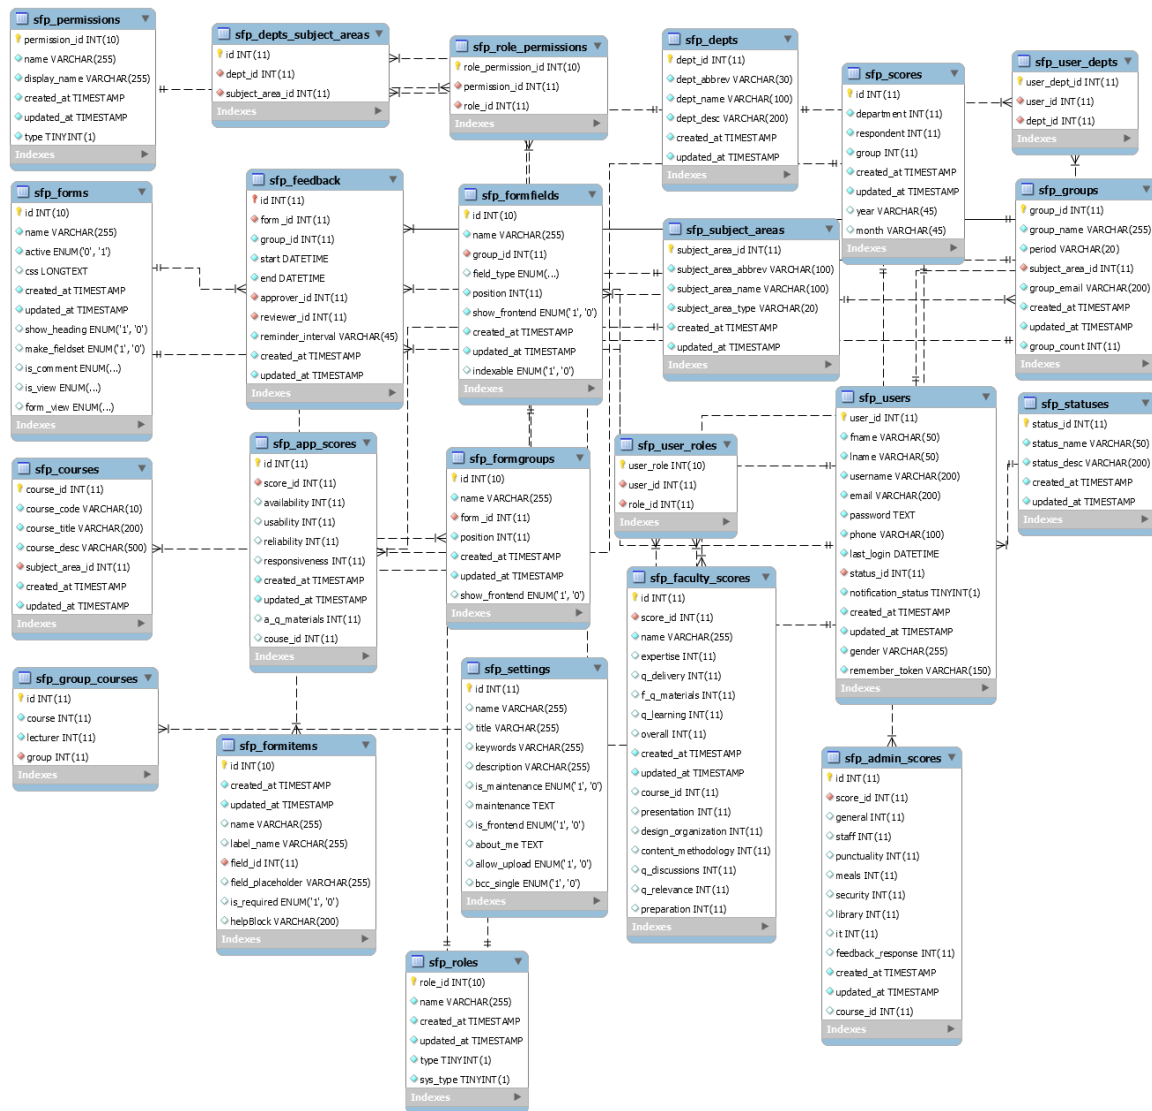 sfp_permissions
permission_id INT(10)
name VARCHAR(255)
display_name VARCHAR(255)
created_at TIMESTAMP
updated_at TIMESTAMP
type TINYINT(1)
Indexes
sfp_depts_subject_areas
id INT(11)
dept_id INT(11)
subject_area_id INT(11)
Indexes
sfp_role_permissions
role_permission_id INT(10)
permission_id INT(11)
role_id INT(11)
Indexes
sfp_depts
dept_id INT(11)
dept_abbrev VARCHAR(30)
dept_name VARCHAR(100)
dept_desc VARCHAR(200)
created_at TIMESTAMP
updated_at TIMESTAMP
Indexes
sfp_scores
id INT(11)
department INT(11)
respondent INT(11)
group INT(11)
created_at TIMESTAMP
updated_at TIMESTAMP
year VARCHAR(45)
month VARCHAR(45)
Indexes
sfp_user_depts
user_dept_id INT(11)
user_id INT(11)
dept_id INT(11)
Indexes
sfp_forms
id INT(10)
name VARCHAR(255)
active ENUM('0', '1')
css LONGTEXT
created_at TIMESTAMP
updated_at TIMESTAMP
show_heading ENUM('1', '0')
make_fieldset ENUM('1', '0')
is_comment ENUM(...)
is_view ENUM(...)
form_view ENUM(...)
Indexes
sfp_feedback
id INT(11)
form_id INT(11)
group_id INT(11)
start DATETIME
end DATETIME
approver_id INT(11)
reviewer_id INT(11)
reminder_interval VARCHAR(45)
created_at TIMESTAMP
updated_at TIMESTAMP
Indexes
sfp_formfields
id INT(10)
name VARCHAR(255)
group_id INT(11)
field_type ENUM(...)
position INT(11)
show_frontend ENUM('1', '0')
created_at TIMESTAMP
updated_at TIMESTAMP
indexable ENUM('1', '0')
Indexes
sfp_subject_areas
subject_area_id INT(11)
subject_area_abbrev VARCHAR(100)
subject_area_name VARCHAR(100)
subject_area_type VARCHAR(20)
created_at TIMESTAMP
updated_at TIMESTAMP
Indexes
sfp_groups
group_id INT(11)
group_name VARCHAR(255)
period VARCHAR(20)
subject_area_id INT(11)
group_email VARCHAR(200)
created_at TIMESTAMP
updated_at TIMESTAMP
group_count INT(11)
Indexes
sfp_courses
course_id INT(11)
course_code VARCHAR(10)
course_title VARCHAR(200)
course_desc VARCHAR(500)
subject_area_id INT(11)
created_at TIMESTAMP
updated_at TIMESTAMP
Indexes
sfp_app_scores
id INT(11)
score_id INT(11)
availability INT(11)
usability INT(11)
reliability INT(11)
responsiveness INT(11)
created_at TIMESTAMP
updated_at TIMESTAMP
a_q_materials INT(11)
couse_id INT(11)
Indexes
sfp_formgroups
id INT(10)
name VARCHAR(255)
form_id INT(11)
position INT(11)
created_at TIMESTAMP
updated_at TIMESTAMP
show_frontend ENUM('1', '0')
Indexes
sfp_user_roles
user_role INT(10)
user_id INT(11)
role_id INT(11)
Indexes
sfp_users
user_id INT(11)
fname VARCHAR(50)
lname VARCHAR(50)
username VARCHAR(200)
email VARCHAR(200)
password TEXT
phone VARCHAR(100)
last_login DATETIME
status_id INT(11)
notification_status TINYINT(1)
created_at TIMESTAMP
updated_at TIMESTAMP
gender VARCHAR(255)
remember_token VARCHAR(150)
Indexes
sfp_statuses
status_id INT(11)
status_name VARCHAR(50)
status_desc VARCHAR(200)
created_at TIMESTAMP
updated_at TIMESTAMP
Indexes
sfp_group_courses
id INT(11)
course INT(11)
lecturer INT(11)
group INT(11)
Indexes
sfp_formitems
id INT(10)
created_at TIMESTAMP
updated_at TIMESTAMP
name VARCHAR(255)
label_name VARCHAR(255)
field_id INT(11)
field_placeholder VARCHAR(255)
is_required ENUM('1', '0')
helpBlock VARCHAR(200)
Indexes
sfp_settings
id INT(11)
name VARCHAR(255)
title VARCHAR(255)
keywords VARCHAR(255)
description VARCHAR(255)
is_maintenance ENUM('1', '0')
maintenance TEXT
is_frontend ENUM('1', '0')
about_me TEXT
allow_upload ENUM('1', '0')
bcc_single ENUM('1', '0')
Indexes
sfp_faculty_scores
id INT(11)
score_id INT(11)
name VARCHAR(255)
expertise INT(11)
q_delivery INT(11)
f_q_materials INT(11)
q_learning INT(11)
overall INT(11)
created_at TIMESTAMP
updated_at TIMESTAMP
course_id INT(11)
presentation INT(11)
design_organization INT(11)
content_methodology INT(11)
q_discussions INT(11)
q_relevance INT(11)
preparation INT(11)
Indexes
sfp_admin_scores
id INT(11)
score_id INT(11)
general INT(11)
staff INT(11)
punctuality INT(11)
meals INT(11)
security INT(11)
library INT(11)
it INT(11)
feedback_response INT(11)
created_at TIMESTAMP
updated_at TIMESTAMP
course_id INT(11)
Indexes
sfp_roles
role_id INT(10)
name VARCHAR(255)
created_at TIMESTAMP
updated_at TIMESTAMP
type TINYINT(1)
sys_type TINYINT(1)
Indexes